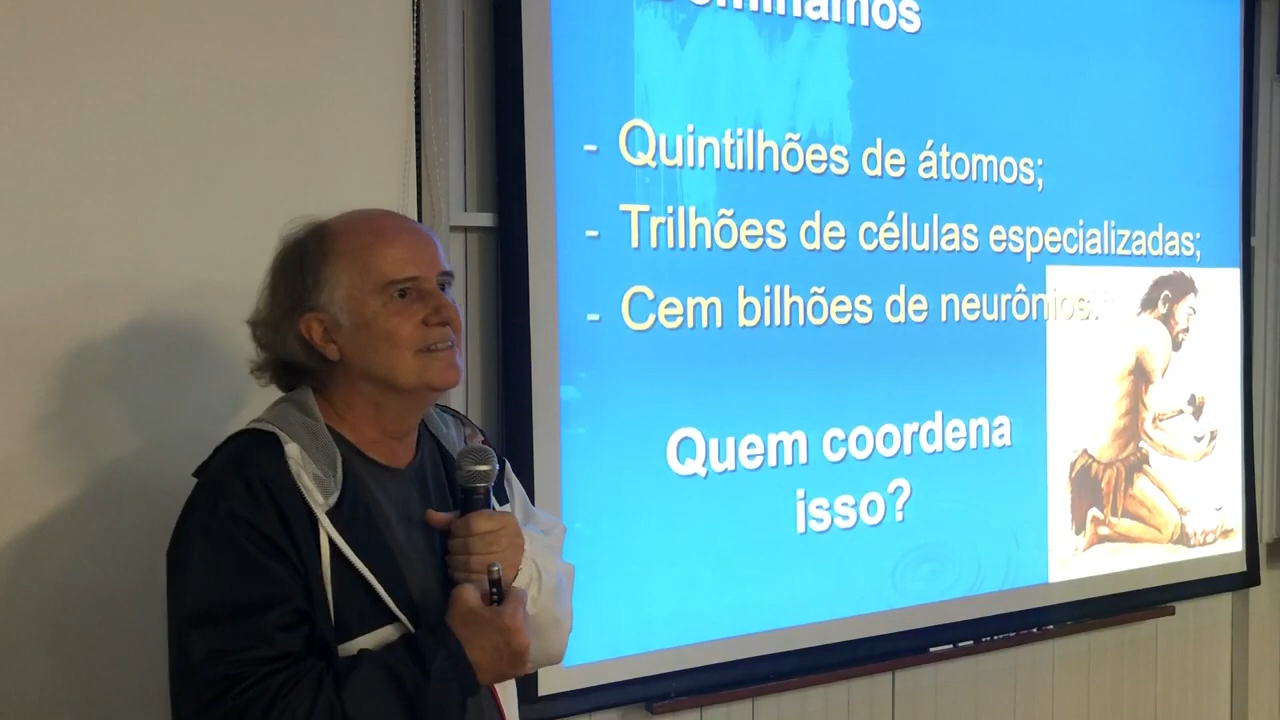 - Quintilhões de átomos;
- Trilhões de células especializadas;
- Cem bilhões de neurônios.
Quem coordena
isso?